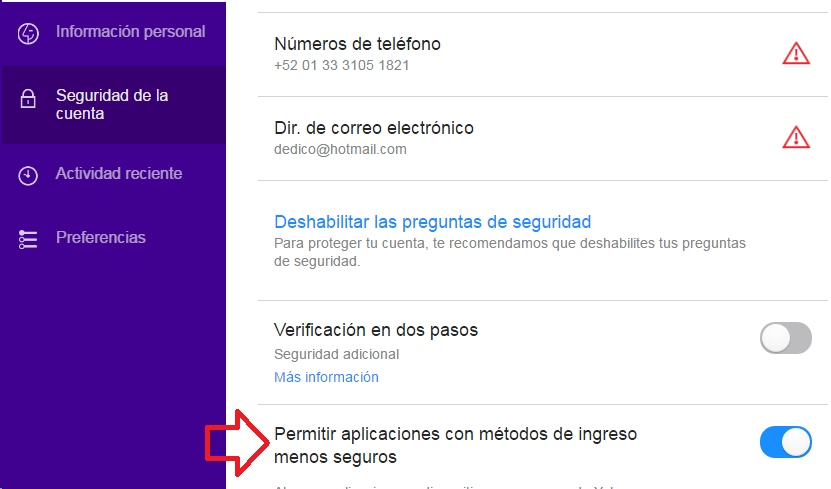 Información personal
Seguridad de la
cuenta
Actividad reciente
Preferencias
Números de teléfono
+52 01 33 3105 1821
Dir. de correo electrónico
dedico@hotmail.com
Deshabilitar las preguntas de seguridad
Para proteger tu cuenta, te recomendamos que deshabilites tus preguntas
de seguridad.
Verificación en dos pasos
Seguridad adicional
Más información
Permitir aplicaciones con métodos de ingreso
menos seguros